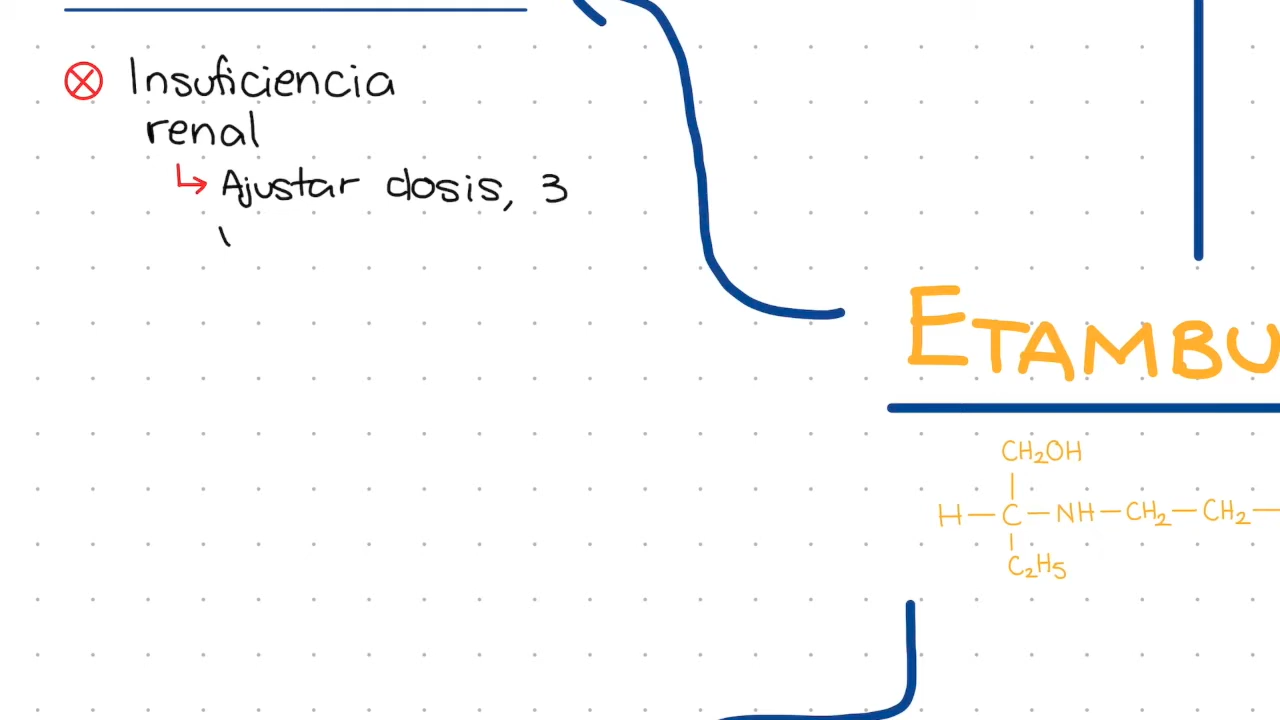 Insuficiencia
renal
Ajustar dosis, 3
ETAMBU
CH2OH
H—C—NH—CH2—CH2—
C2H5